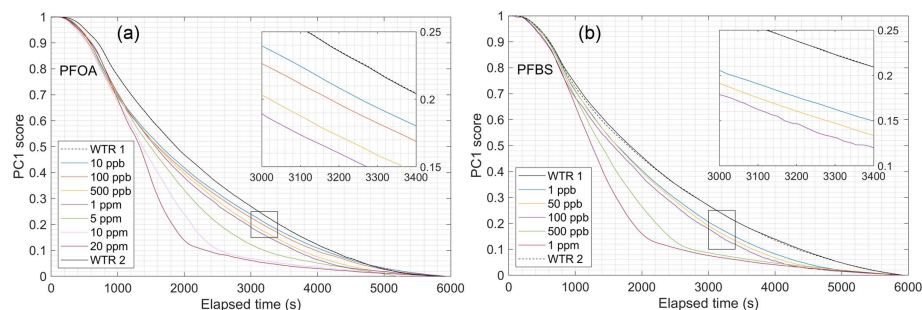 (a)
PFOA
PC1 score
1
0.9
0.8
0.7
0.6
0.5
0.4
0.3
0.2
0.1
0
0 1000 2000 3000 4000 5000 6000
Elapsed time (s)
WTR 1
10 ppb
100 ppb
500 ppb
1 ppm
5 ppm
10 ppm
20 ppm
WTR 2
0.25
0.2
0.15
3000 3100 3200 3300 3400
(b)
PFBS
PC1 score
1
0.9
0.8
0.7
0.6
0.5
0.4
0.3
0.2
0.1
0
0 1000 2000 3000 4000 5000 6000
Elapsed time (s)
WTR 1
1 ppb
50 ppb
100 ppb
500 ppb
1 ppm
WTR 2
0.25
0.2
0.15
0.1
3000 3100 3200 3300 3400